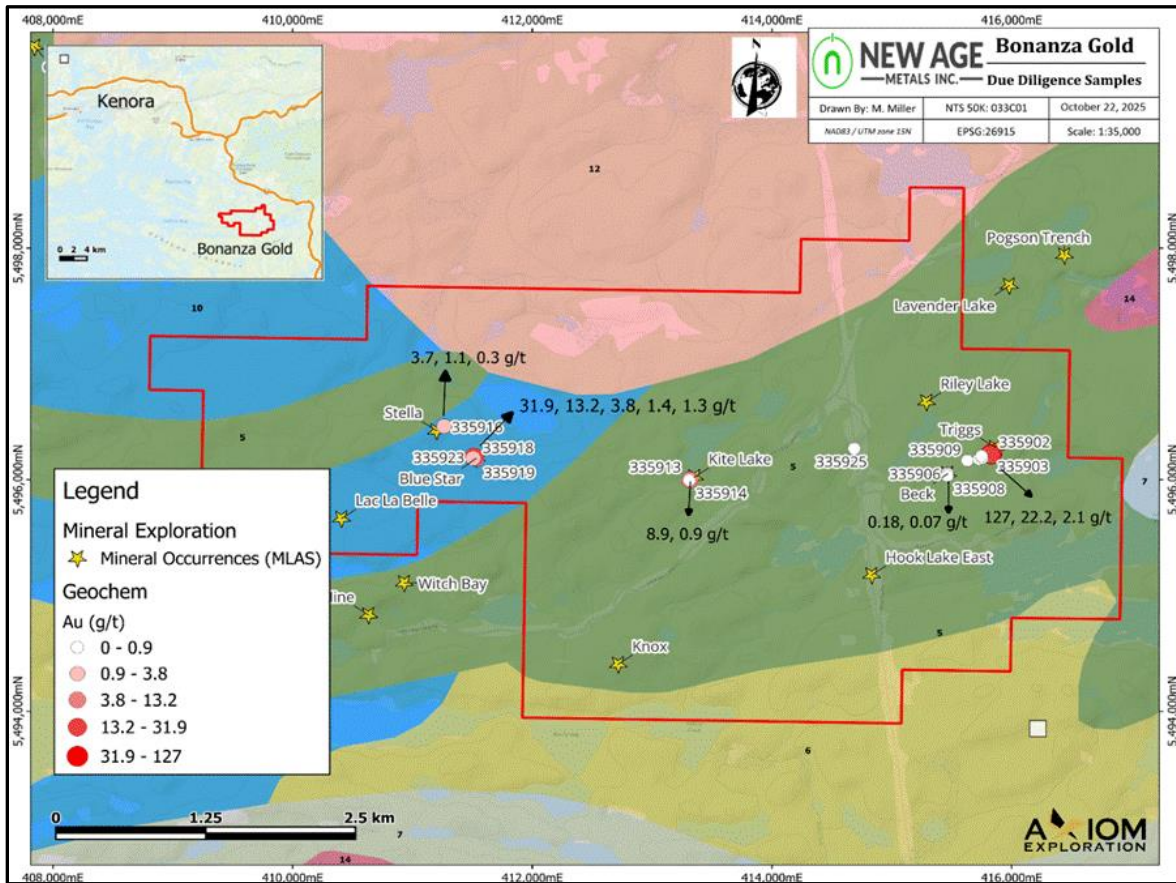 408,000mE
410,000mE
412,000mE
414,000mE
416,000mE
Kenora
Bonanza Gold
0 2 4 km
N
NEW AGE
METALS INC.
Bonanza Gold
Due Diligence Samples
Drawn By: M. Miller
NTS 50K: 033C01
October 22, 2025
NAD83 / UTM zone 15N
EPSG:26915
Scale: 1:35,000
5,498,000mN
5,498,000mN
12
Pogson Trench
Lavender Lake
14
10
3.7, 1.1, 0.3 g/t
31.9, 13.2, 3.8, 1.4, 1.3 g/t
Riley Lake
Stella
335916
5
335918
335923
335919
Blue Star
Triggs
335902
335909
335903
335925
335906
335908
Beck
335913
Kite Lake
335914
5
7
5,496,000mN
5,496,000mN
8.9, 0.9 g/t
0.18, 0.07 g/t
127, 22.2, 2.1 g/t
Lac La Belle
Hook Lake East
Witch Bay
line
Knox
5
6
5,494,000mN
5,494,000mN
Legend
Mineral Exploration
Mineral Occurrences (MLAS)
Geochem
Au (g/t)
0 - 0.9
0.9 - 3.8
3.8 - 13.2
13.2 - 31.9
31.9 - 127
0
1.25
2.5 km
7
14
AXIOM
EXPLORATION
408,000mE
410,000mE
412,000mE
414,000mE
416,000mE